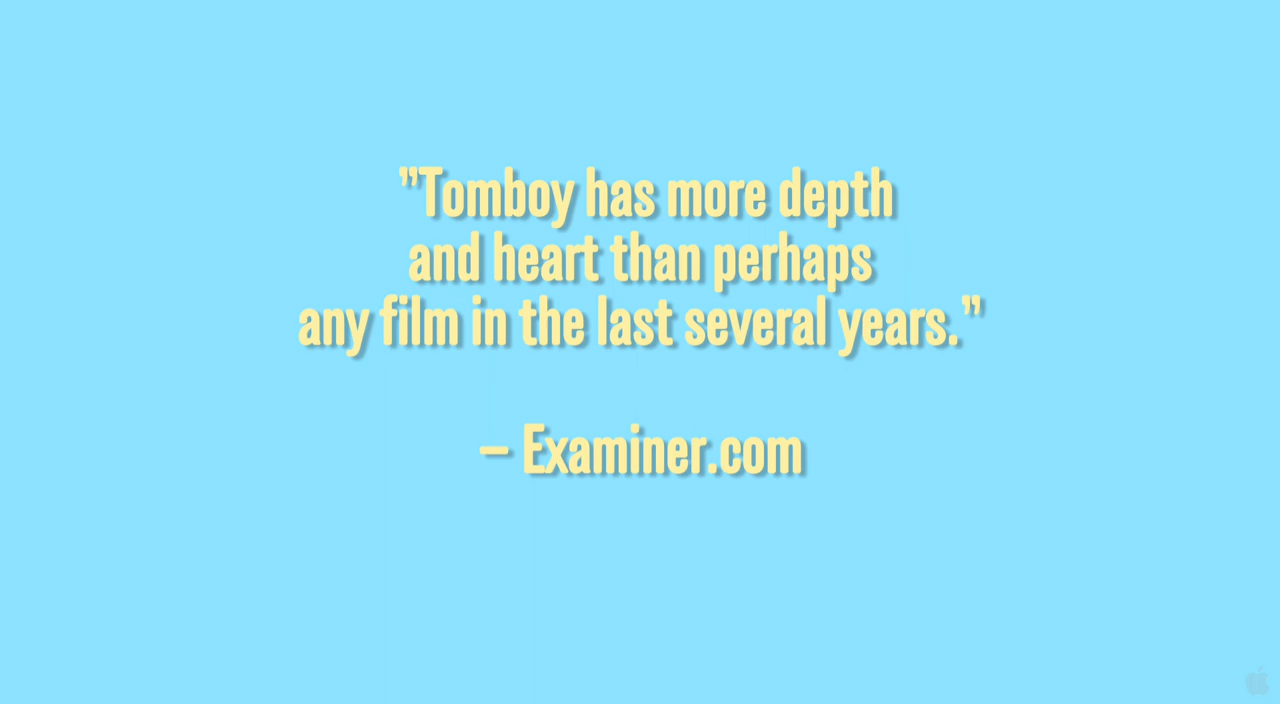 "Tomboy has more depth
and heart than perhaps
any film in the last several years."
– Examiner.com